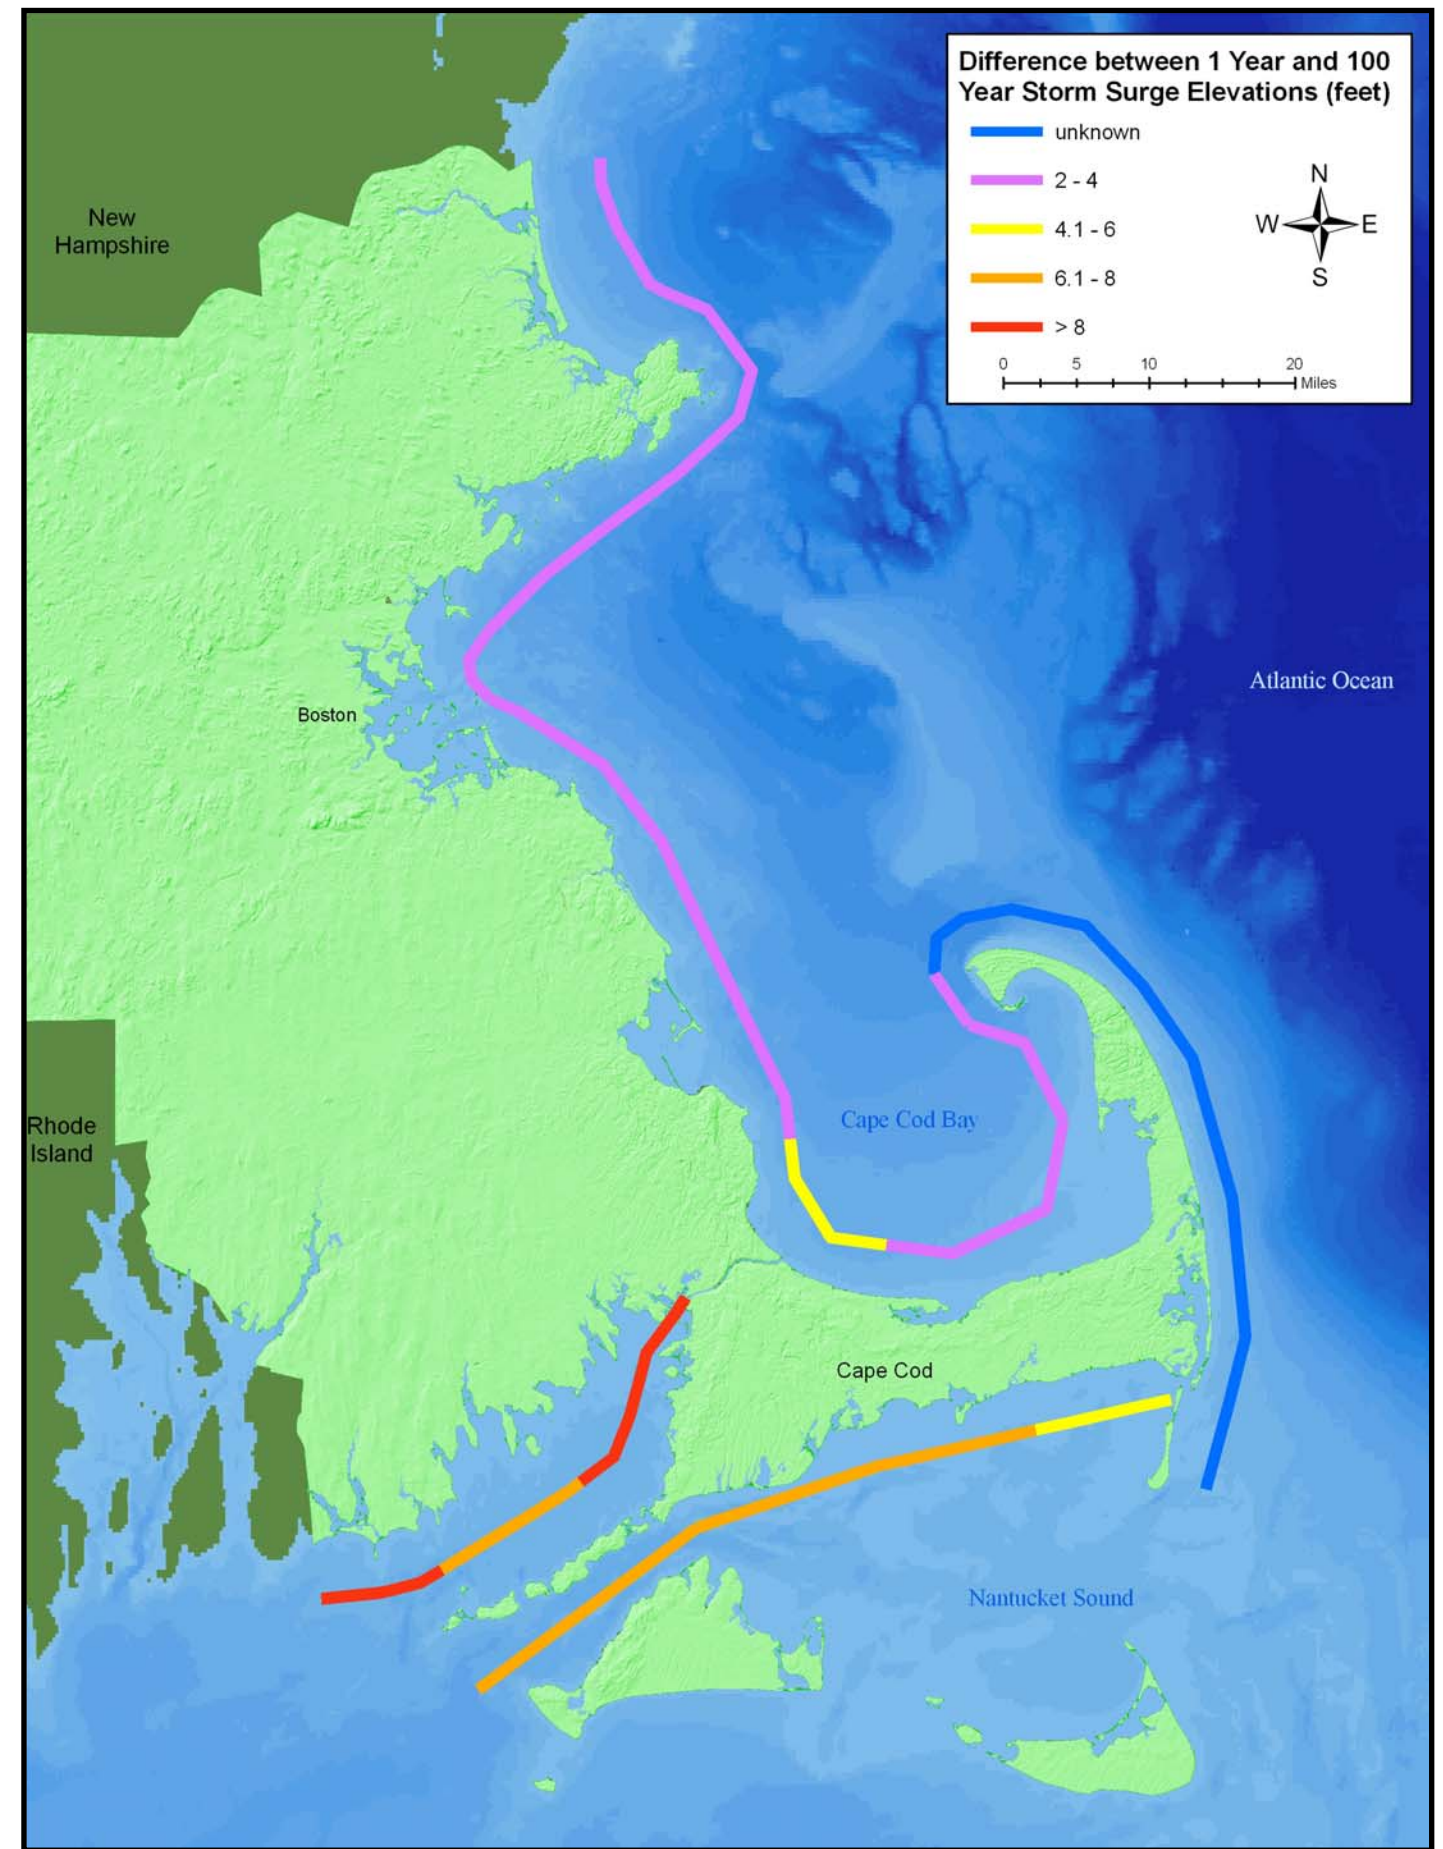 Difference between 1 Year and 100
Year Storm Surge Elevations (feet)
unknown
2 - 4
4.1 - 6
6.1 - 8
> 8
N
W E
S
0 5 10 20
Miles
New
Hampshire
Atlantic Ocean
Boston
Cape Cod Bay
Rhode
Island
Cape Cod
Nantucket Sound